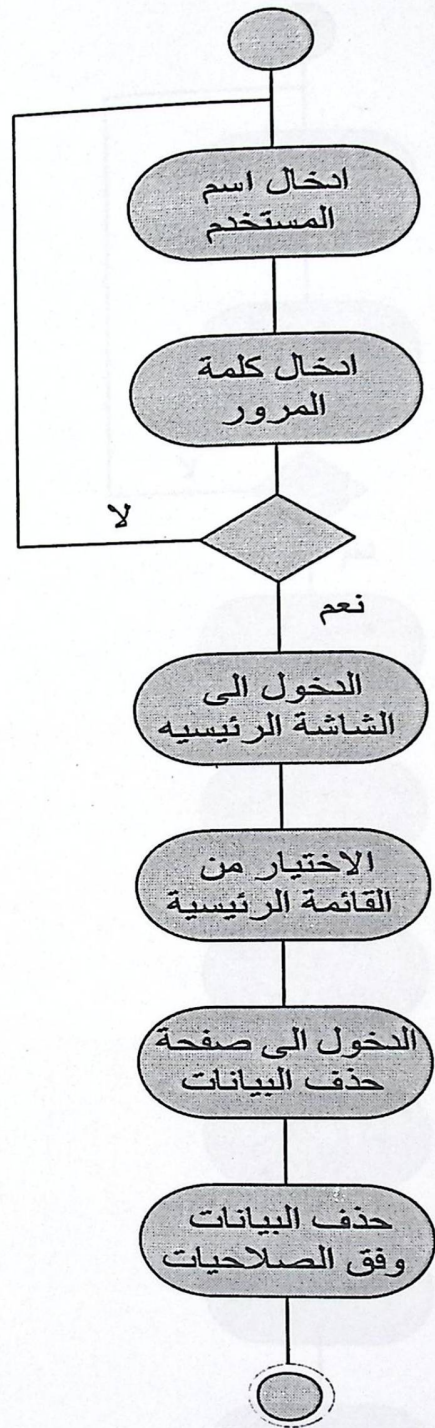 ادخال اسم
المستخدم
ادخال كلمة
المرور
لا
نعم
الدخول الى
الشاشة الرئيسيه
الاختيار من
القائمة الرئيسية
الدخول الى صفحة
حذف البيانات
حذف البيانات
وفق الصلاحيات